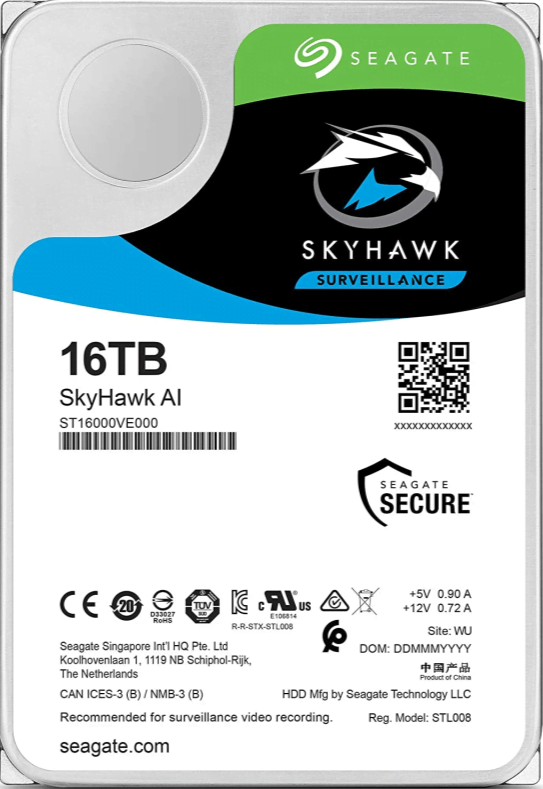 SEAGATE
SKYHAWK
SURVEILLANCE
16TB
SkyHawk AI
ST16000VE000
XXXXXXXXXXXXX
SEAGATE
SECURE™
CE
20
D33027
RoHS
TÜV
SÜD
c RU US
E106814
R-R-STX-STL008
+5V 0.90 A
+12V 0.72 A
Site: WU
DOM: DDMMMYYYY
中国产品
Product of China
Seagate Singapore Int'l HQ Pte. Ltd
Koolhovenlaan 1, 1119 NB Schiphol-Rijk,
The Netherlands
CAN ICES-3 (B) / NMB-3 (B)
HDD Mfg by Seagate Technology LLC
Recommended for surveillance video recording.
Reg. Model: STL008
seagate.com